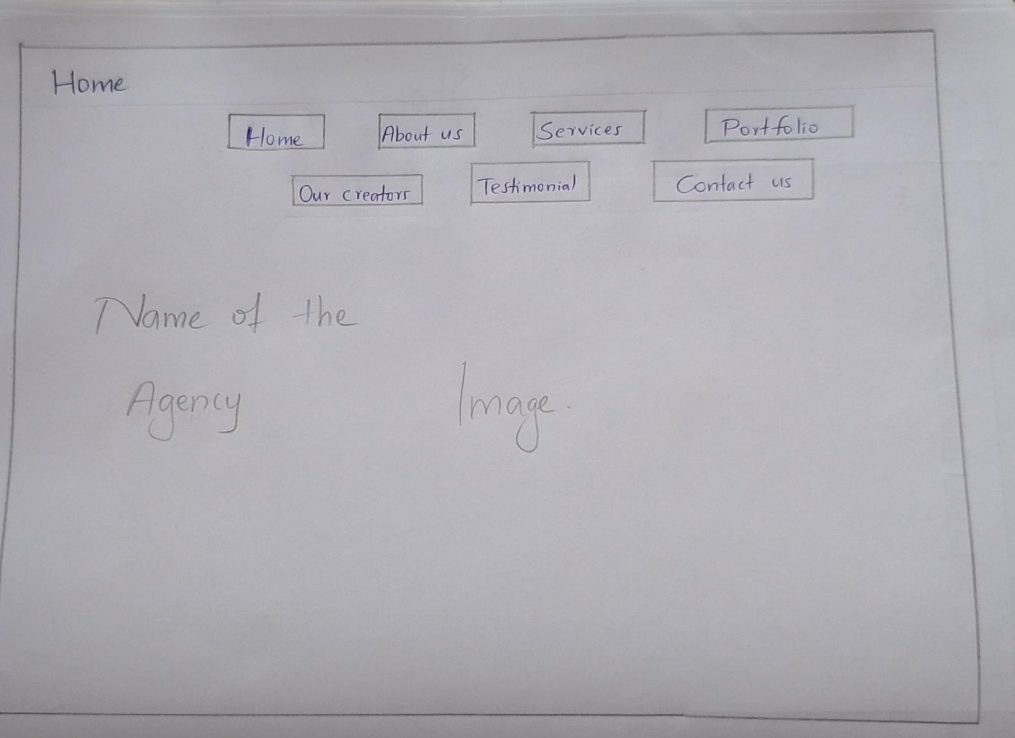 Home
Home About us Services Portfolio
Our creators Testimonial Contact us
Name of the
Agency Image.